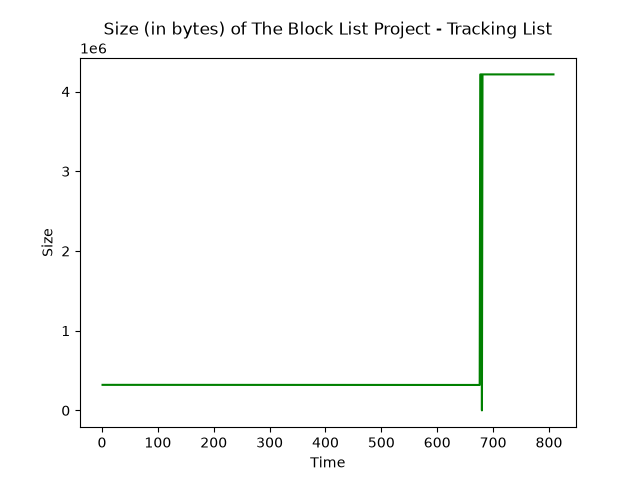 Size (in bytes) of The Block List Project - Tracking List
1e6
4
3
2
1
0
Size
0 100 200 300 400 500 600 700 800
Time